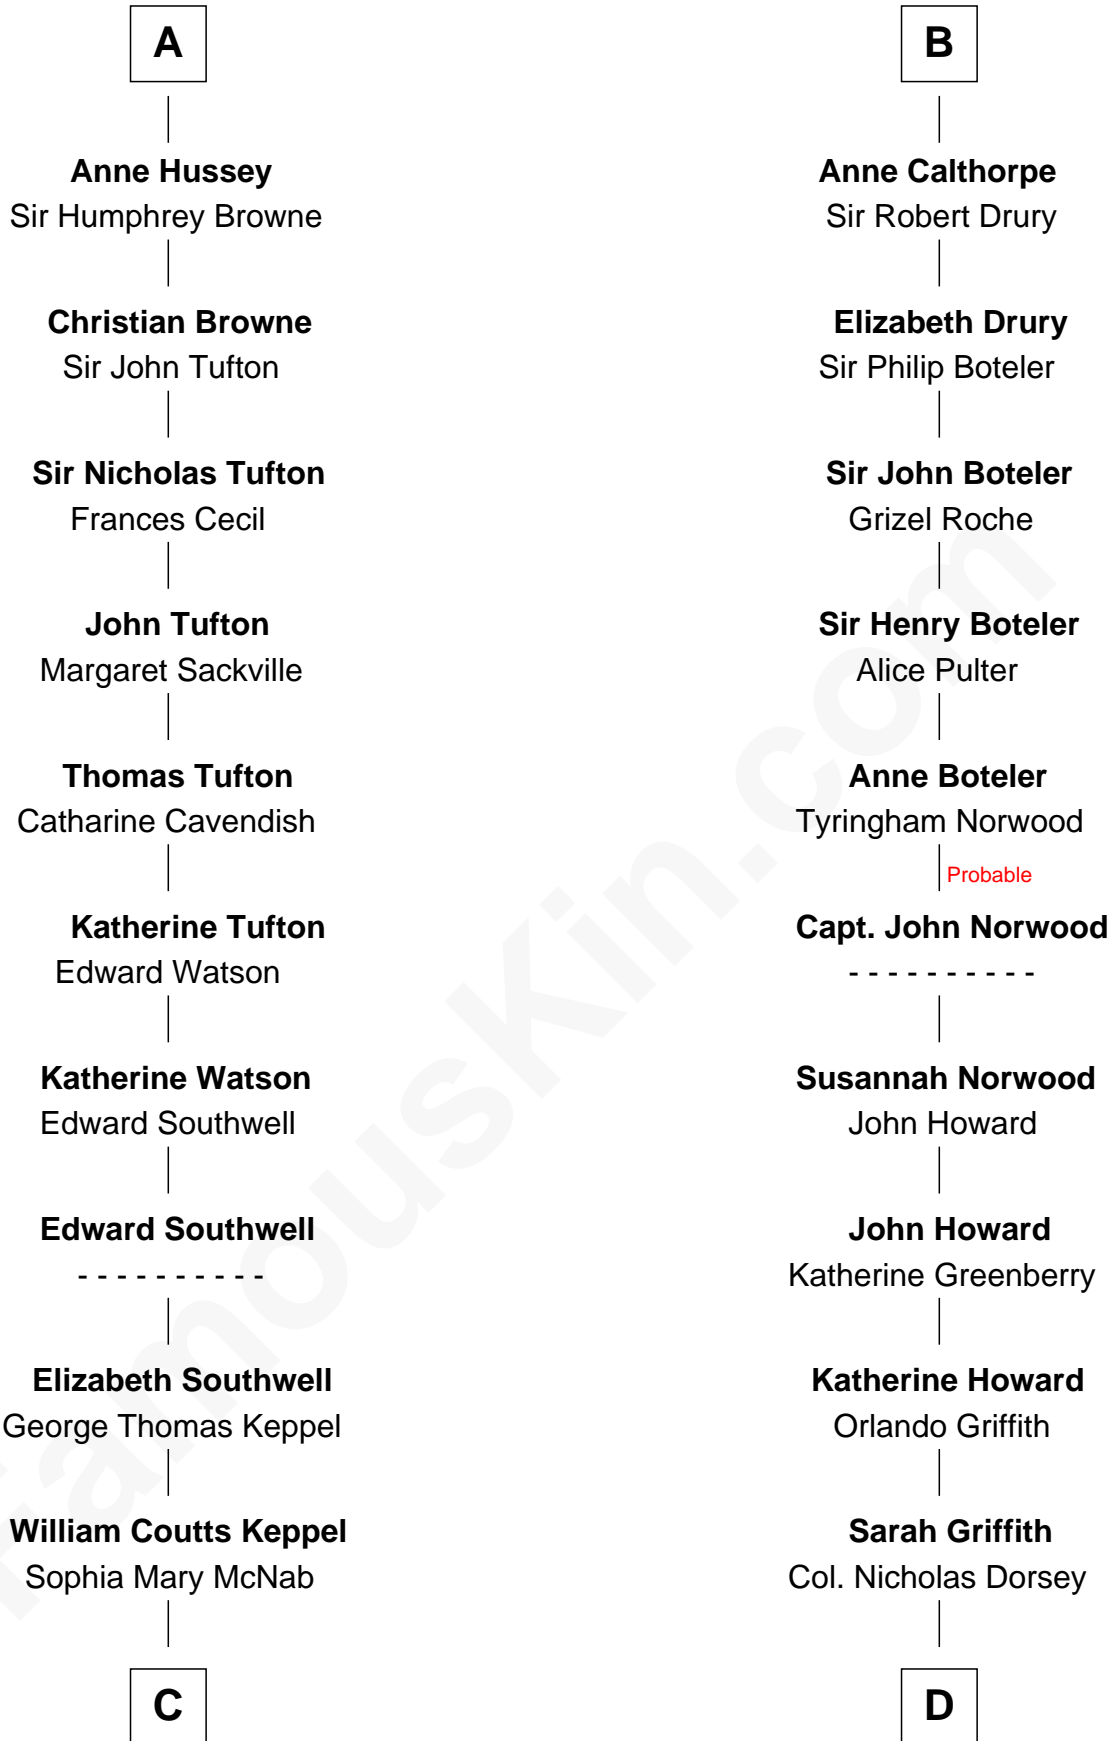 A
Anne Hussey
Sir Humphrey Browne
Christian Browne
Sir John Tufton
Sir Nicholas Tufton
Frances Cecil
John Tufton
Margaret Sackville
Thomas Tufton
Catharine Cavendish
Katherine Tufton
Edward Watson
Katherine Watson
Edward Southwell
Edward Southwell
- - - - - - - - - -
Elizabeth Southwell
George Thomas Keppel
William Coutts Keppel
Sophia Mary McNab
C
B
Anne Calthorpe
Sir Robert Drury
Elizabeth Drury
Sir Philip Boteler
Sir John Boteler
Grizel Roche
Sir Henry Boteler
Alice Pulter
Anne Boteler
Tyringham Norwood
Probable
Capt. John Norwood
- - - - - - - - - -
Susannah Norwood
John Howard
John Howard
Katherine Greenberry
Katherine Howard
Orlando Griffith
Sarah Griffith
Col. Nicholas Dorsey
D
FamousKin.com